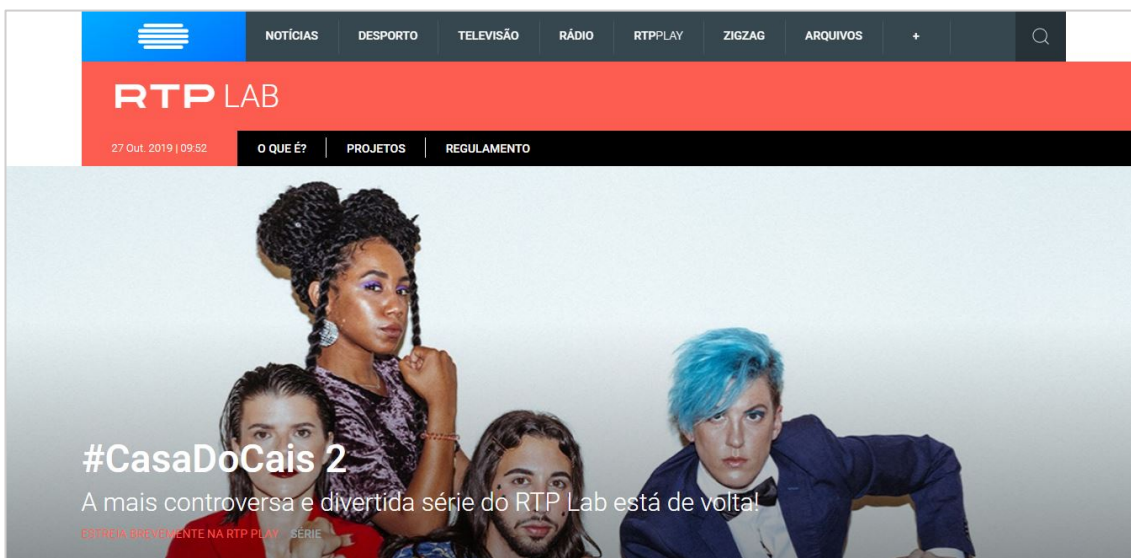 NOTÍCIAS DESPORTO TELEVISÃO RÁDIO RTPPLAY ZIGZAG ARQUIVOS +
RTP LAB
27 Out. 2019 | 09:52 O QUE É? PROJETOS REGULAMENTO
#CasaDoCais 2
A mais controversa e divertida série do RTP Lab está de volta!
ESTREIA BREVEMENTE NA RTP PLAY SÉRIE